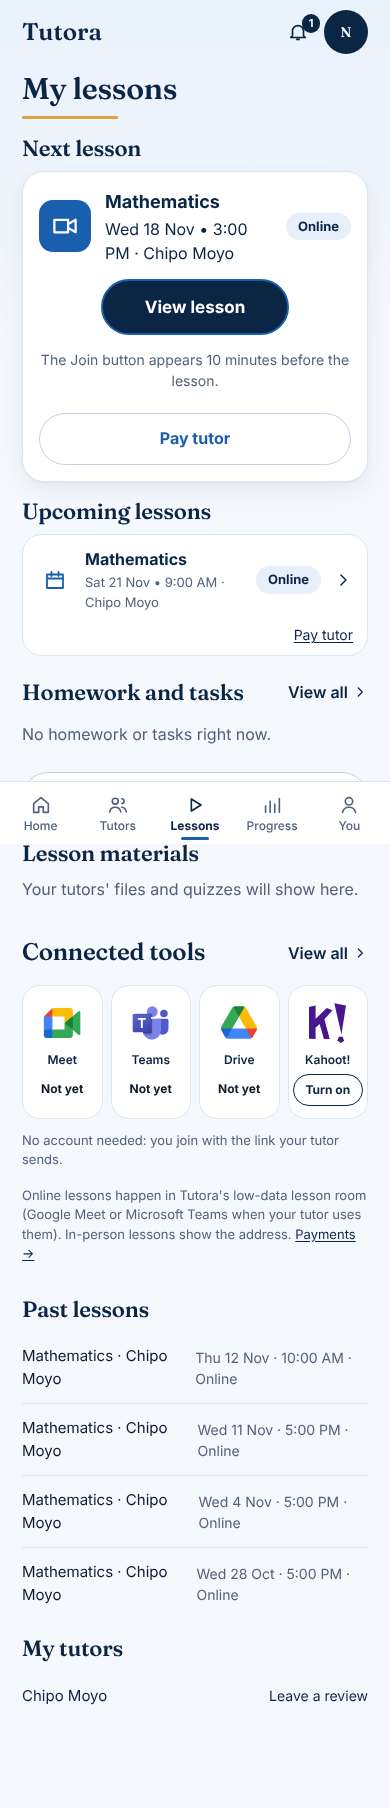 Tutora
1
N
My lessons
Next lesson
Mathematics
Wed 18 Nov • 3:00
PM · Chipo Moyo
Online
View lesson
The Join button appears 10 minutes before the
lesson.
Pay tutor
Upcoming lessons
Mathematics
Sat 21 Nov • 9:00 AM ·
Chipo Moyo
Online
Pay tutor
Homework and tasks
View all
No homework or tasks right now.
Home
Tutors
Lessons
Progress
You
Lesson materials
Your tutors' files and quizzes will show here.
Connected tools
View all
Meet
Not yet
T
Teams
Not yet
Drive
Not yet
K!
Kahoot!
Turn on
No account needed: you join with the link your tutor
sends.
Online lessons happen in Tutora's low-data lesson room
(Google Meet or Microsoft Teams when your tutor uses
them). In-person lessons show the address. Payments
→
Past lessons
Mathematics · Chipo
Moyo
Thu 12 Nov · 10:00 AM ·
Online
Mathematics · Chipo
Moyo
Wed 11 Nov · 5:00 PM ·
Online
Mathematics · Chipo
Moyo
Wed 4 Nov · 5:00 PM ·
Online
Mathematics · Chipo
Moyo
Wed 28 Oct · 5:00 PM ·
Online
My tutors
Chipo Moyo
Leave a review